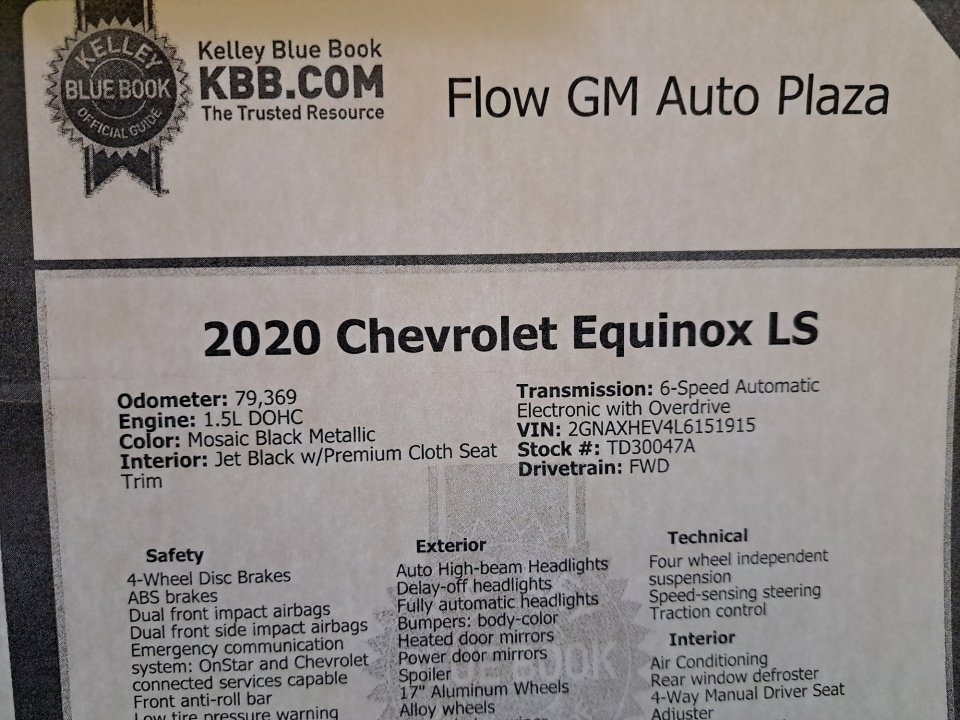 KELLEY
BLUE BOOK
OFFICIAL GUIDE
Kelley Blue Book
KBB.COM
The Trusted Resource
Flow GM Auto Plaza
2020 Chevrolet Equinox LS
Odometer: 79,369
Engine: 1.5L DOHC
Color: Mosaic Black Metallic
Interior: Jet Black w/Premium Cloth Seat
Trim
Transmission: 6-Speed Automatic
Electronic with Overdrive
VIN: 2GNAXHEV4L6151915
Stock #: TD30047A
Drivetrain: FWD
Safety
4-Wheel Disc Brakes
ABS brakes
Dual front impact airbags
Dual front side impact airbags
Emergency communication
system: OnStar and Chevrolet
connected services capable
Front anti-roll bar
Low tire pressure warning
Exterior
Auto High-beam Headlights
Delay-off headlights
Fully automatic headlights
Bumpers: body-color
Heated door mirrors
Power door mirrors
Spoiler
17" Aluminum Wheels
Alloy wheels
Technical
Four wheel independent
suspension
Speed-sensing steering
Traction control
Interior
Air Conditioning
Rear window defroster
4-Way Manual Driver Seat
Adjuster